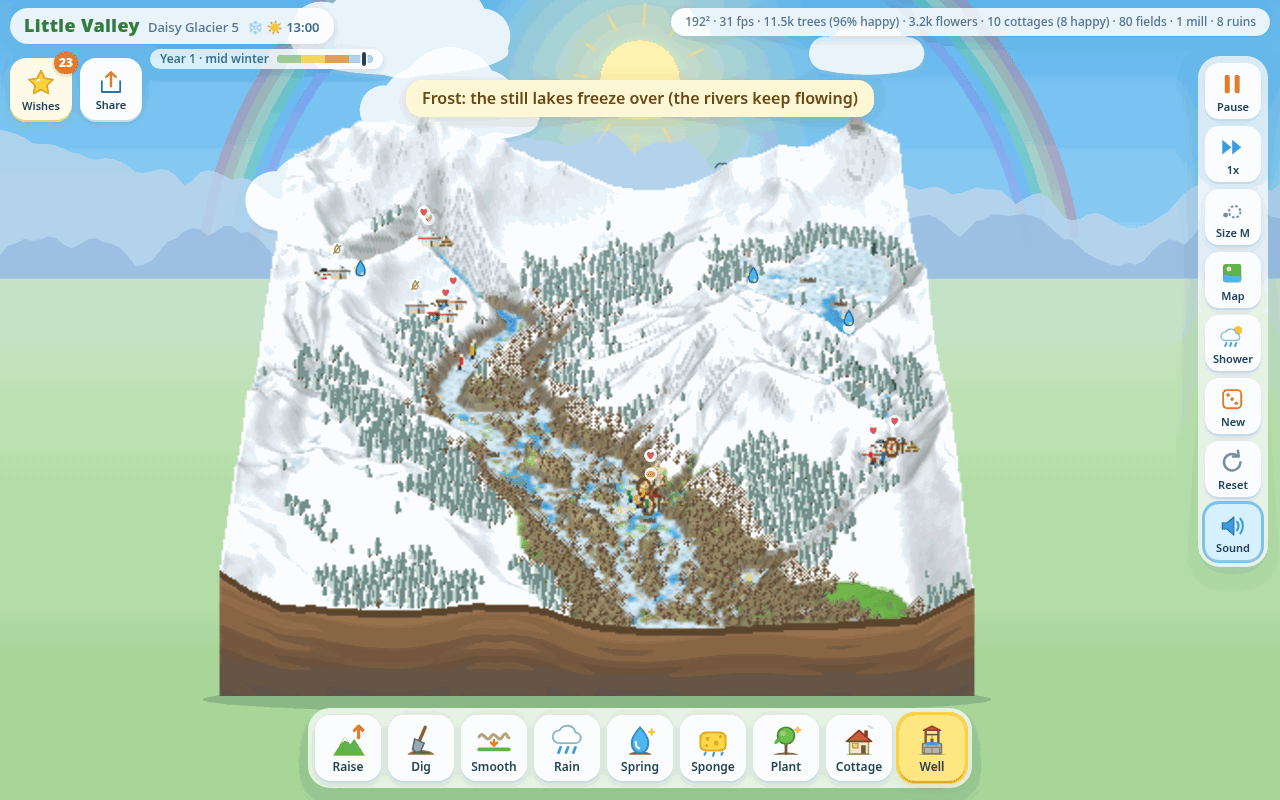 Little Valley Daisy Glacier 5 ❄️ ☀️ 13:00
192² · 31 fps · 11.5k trees (96% happy) · 3.2k flowers · 10 cottages (8 happy) · 80 fields · 1 mill · 8 ruins
Year 1 · mid winter
23
Wishes
Share
Frost: the still lakes freeze over (the rivers keep flowing)
Pause
1x
Size M
Map
Shower
New
Reset
Sound
Raise
Dig
Smooth
Rain
Spring
Sponge
Plant
Cottage
Well